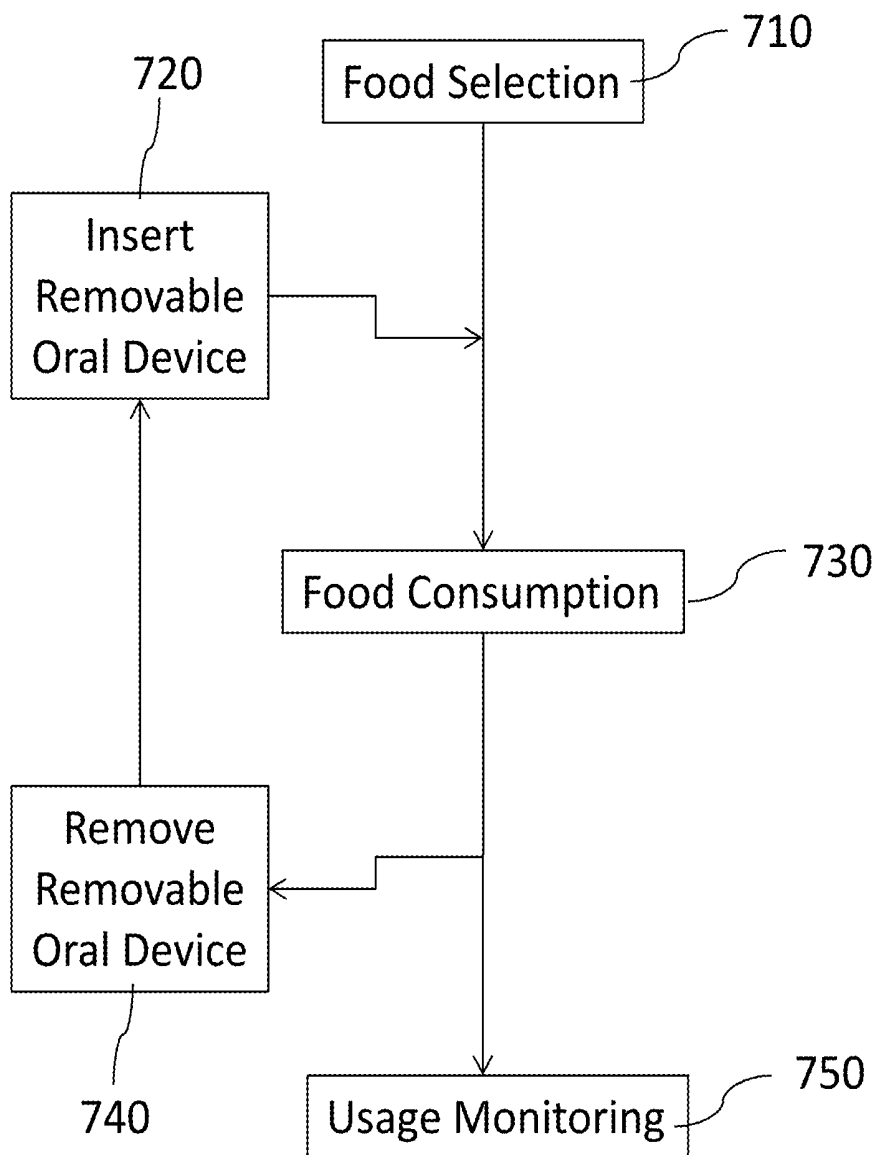 710
Food Selection
720
Insert
Removable
Oral Device
730
Food Consumption
Remove
Removable
Oral Device
740
750
Usage Monitoring